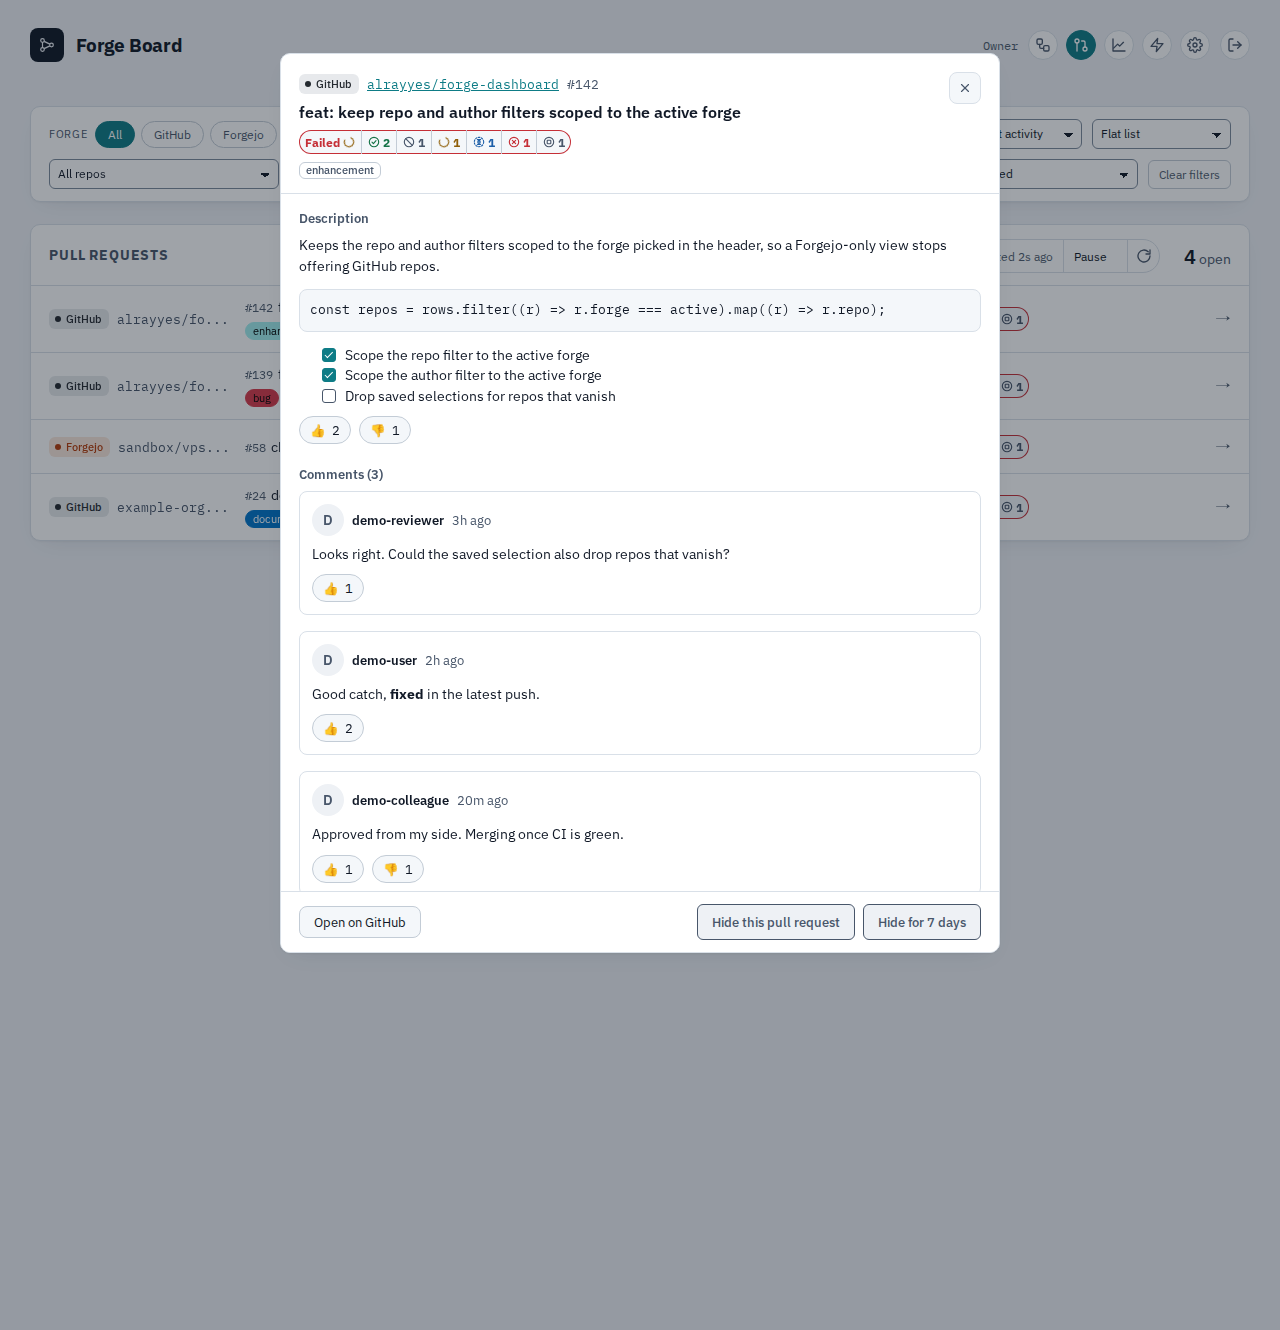 Forge Board
Owner
GitHub alrayyes/forge-dashboard #142
feat: keep repo and author filters scoped to the active forge
Failed 2 1 1 1 1 1
enhancement
FORGE All GitHub Forgejo
activity Flat list
All repos
Clear filters
Description
Keeps the repo and author filters scoped to the forge picked in the header, so a Forgejo-only view stops
offering GitHub repos.
const repos = rows.filter((r) => r.forge === active).map((r) => r.repo);
Scope the repo filter to the active forge
Scope the author filter to the active forge
Drop saved selections for repos that vanish
👍 2 👎 1
Comments (3)
D demo-reviewer 3h ago
Looks right. Could the saved selection also drop repos that vanish?
👍 1
D demo-user 2h ago
Good catch, fixed in the latest push.
👍 2
D demo-colleague 20m ago
Approved from my side. Merging once CI is green.
👍 1 👎 1
Open on GitHub Hide this pull request Hide for 7 days
PULL REQUESTS
2s ago Pause 4 open
GitHub alrayyes/fo... #142
1 →
GitHub alrayyes/fo... #139
bug
1 →
Forgejo sandbox/vps... #58
1 →
GitHub example-org... #24
1 →